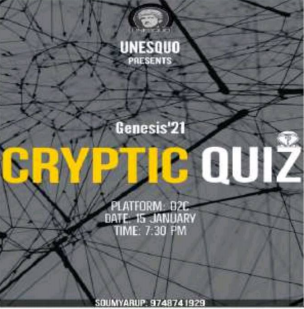 UNESQUO
PRESENTS
Genesis'21
CRYPTIC QUIZ
PLATFORM: D2C
DATE: 15 JANUARY
TIME: 7:30 PM
SOUMYARUP: 9748741929